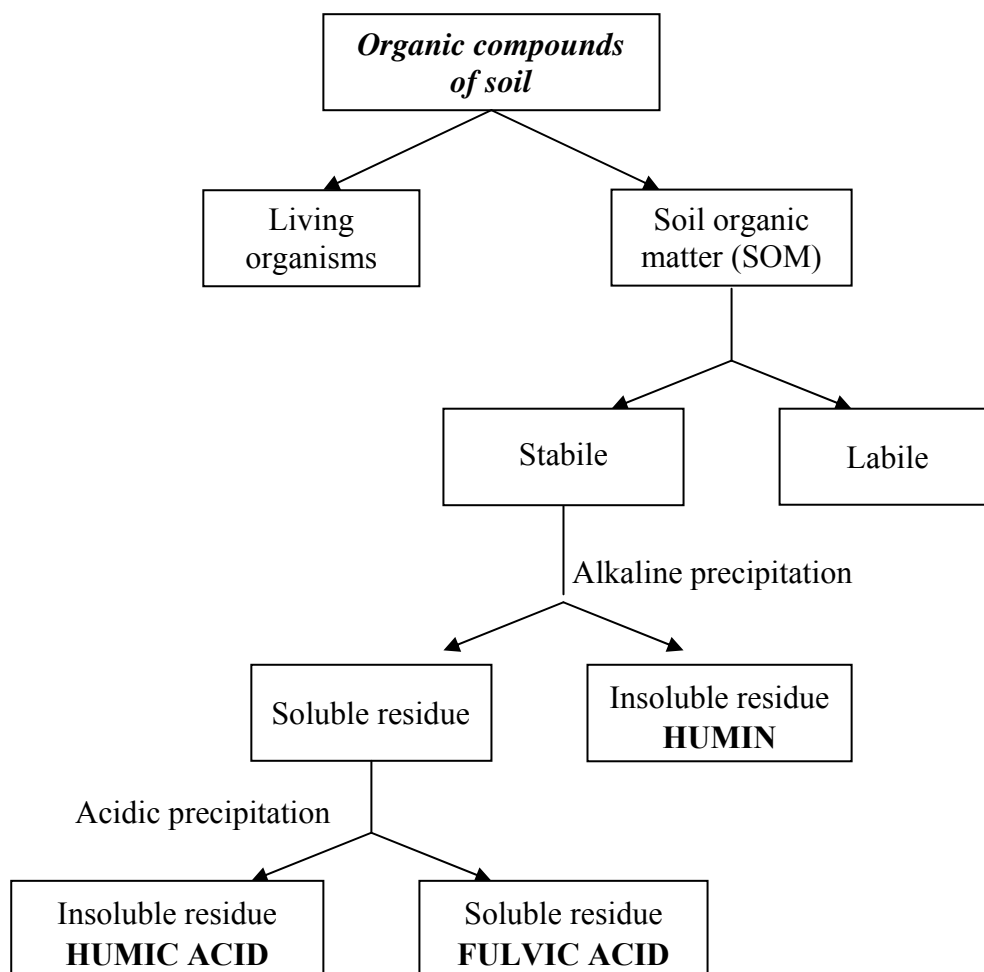 Organic compounds
of soil
Living
organisms
Soil organic
matter (SOM)
Stabile
Labile
Alkaline precipitation
Soluble residue
Insoluble residue
HUMIN
Acidic precipitation
Insoluble residue
HUMIC ACID
Soluble residue
FULVIC ACID